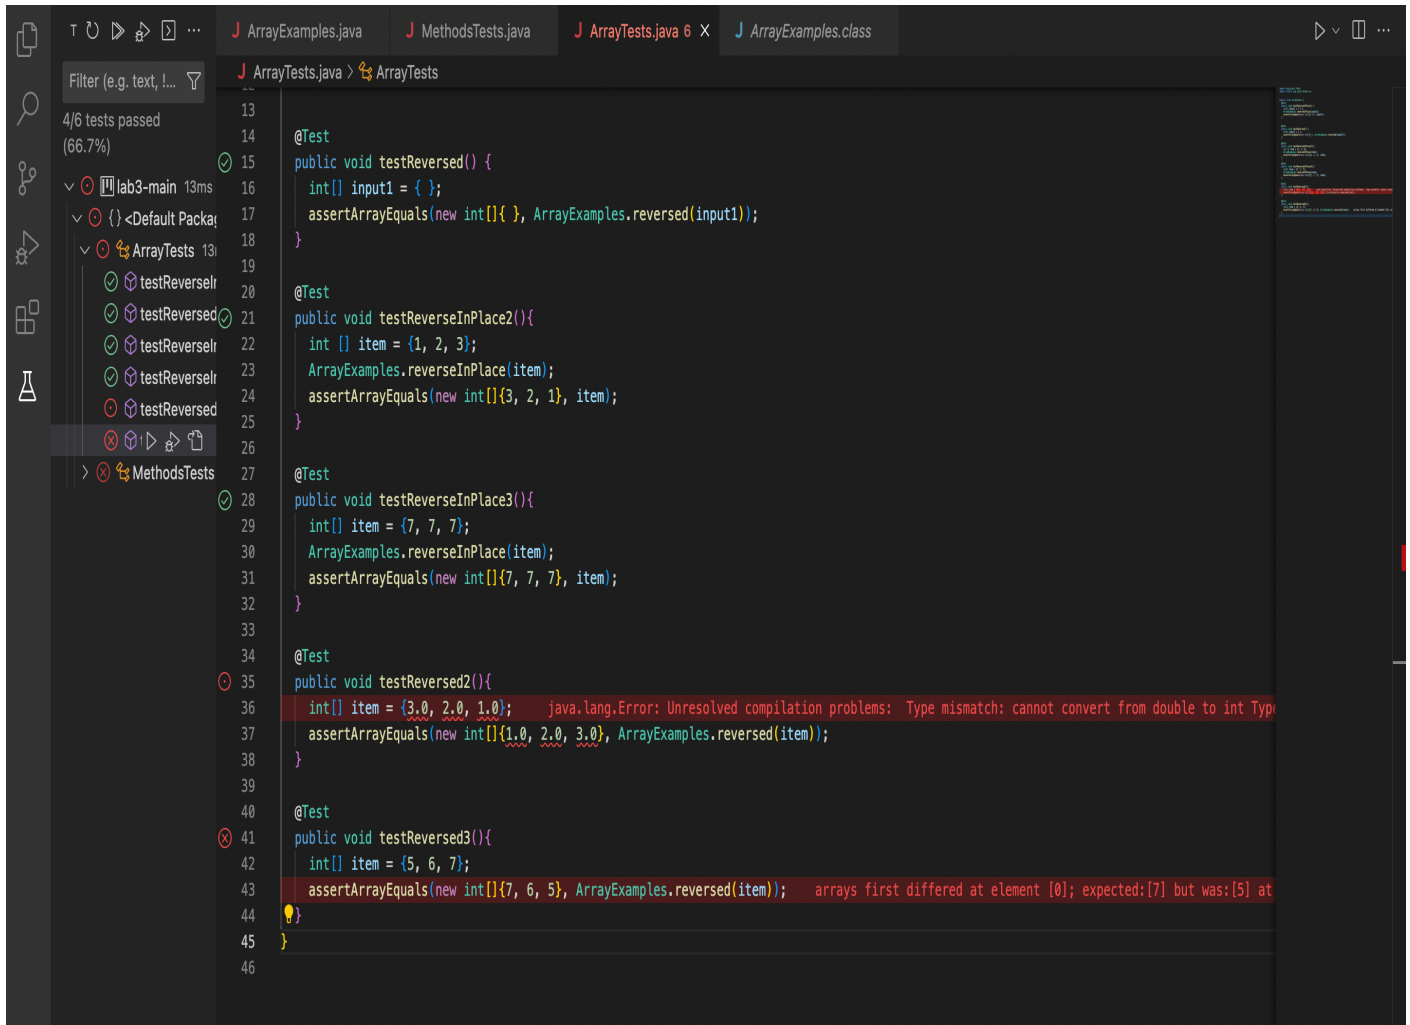 T
ArrayExamples.java
MethodsTests.java
ArrayTests.java 6
ArrayExamples.class
Filter (e.g. text, !...
4/6 tests passed
(66.7%)
lab3-main 13ms
{} <Default Packag
ArrayTests 13
testReverseIn
testReversed
testReverseIn
testReverseIn
testReversed
MethodsTests
ArrayTests.java > ArrayTests
12
13
14 @Test
15 public void testReversed() {
16 int[] input1 = { };
17 assertArrayEquals(new int[]{ }, ArrayExamples.reversed(input1));
18 }
19
20 @Test
21 public void testReverseInPlace2(){
22 int [] item = {1, 2, 3};
23 ArrayExamples.reverseInPlace(item);
24 assertArrayEquals(new int[]{3, 2, 1}, item);
25 }
26
27 @Test
28 public void testReverseInPlace3(){
29 int[] item = {7, 7, 7};
30 ArrayExamples.reverseInPlace(item);
31 assertArrayEquals(new int[]{7, 7, 7}, item);
32 }
33
34 @Test
35 public void testReversed2(){
36 int[] item = {3.0, 2.0, 1.0}; java.lang.Error: Unresolved compilation problems: Type mismatch: cannot convert from double to int Type
37 assertArrayEquals(new int[]{1.0, 2.0, 3.0}, ArrayExamples.reversed(item));
38 }
39
40 @Test
41 public void testReversed3(){
42 int[] item = {5, 6, 7};
43 assertArrayEquals(new int[]{7, 6, 5}, ArrayExamples.reversed(item)); arrays first differed at element [0]; expected:[7] but was:[5] at
44 }
45 }
46